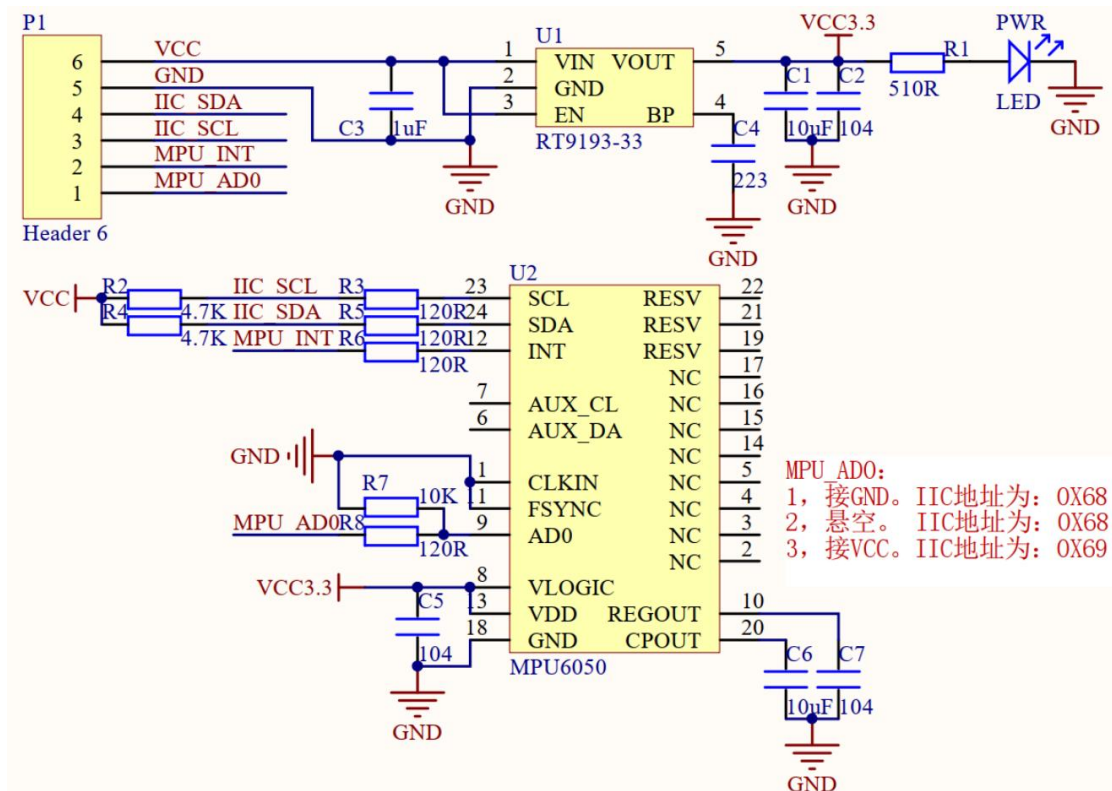 P1
6 VCC
5 GND
4 IIC_SDA
3 IIC_SCL
2 MPU_INT
1 MPU_AD0
Header 6
C3
1uF
GND
U1
1 VIN VOUT 5
2 GND
3 EN BP 4
RT9193-33
C4
223
GND
VCC3.3
C1
10uF
C2
104
GND
R1
510R
PWR
LED
GND
VCC
R2
4.7K
IIC_SCL
R3
120R
R4
4.7K
IIC_SDA
R5
120R
MPU_INT
R6
120R
U2
23 SCL RESV 22
24 SDA RESV 21
12 INT RESV 19
NC 17
7 AUX_CL NC 16
6 AUX_DA NC 15
NC 14
1 CLKIN NC 5
11 FSYNC NC 4
9 AD0 NC 3
NC 2
8 VLOGIC
13 VDD REGOUT 10
18 GND CPOUT 20
MPU6050
GND
R7
10K
MPU_AD0
R8
120R
VCC3.3
C5
104
GND
C6
10uF
C7
104
GND
MPU_AD0：
1，接GND。IIC地址为：0X68
2，悬空。 IIC地址为：0X68
3，接VCC。IIC地址为：0X69